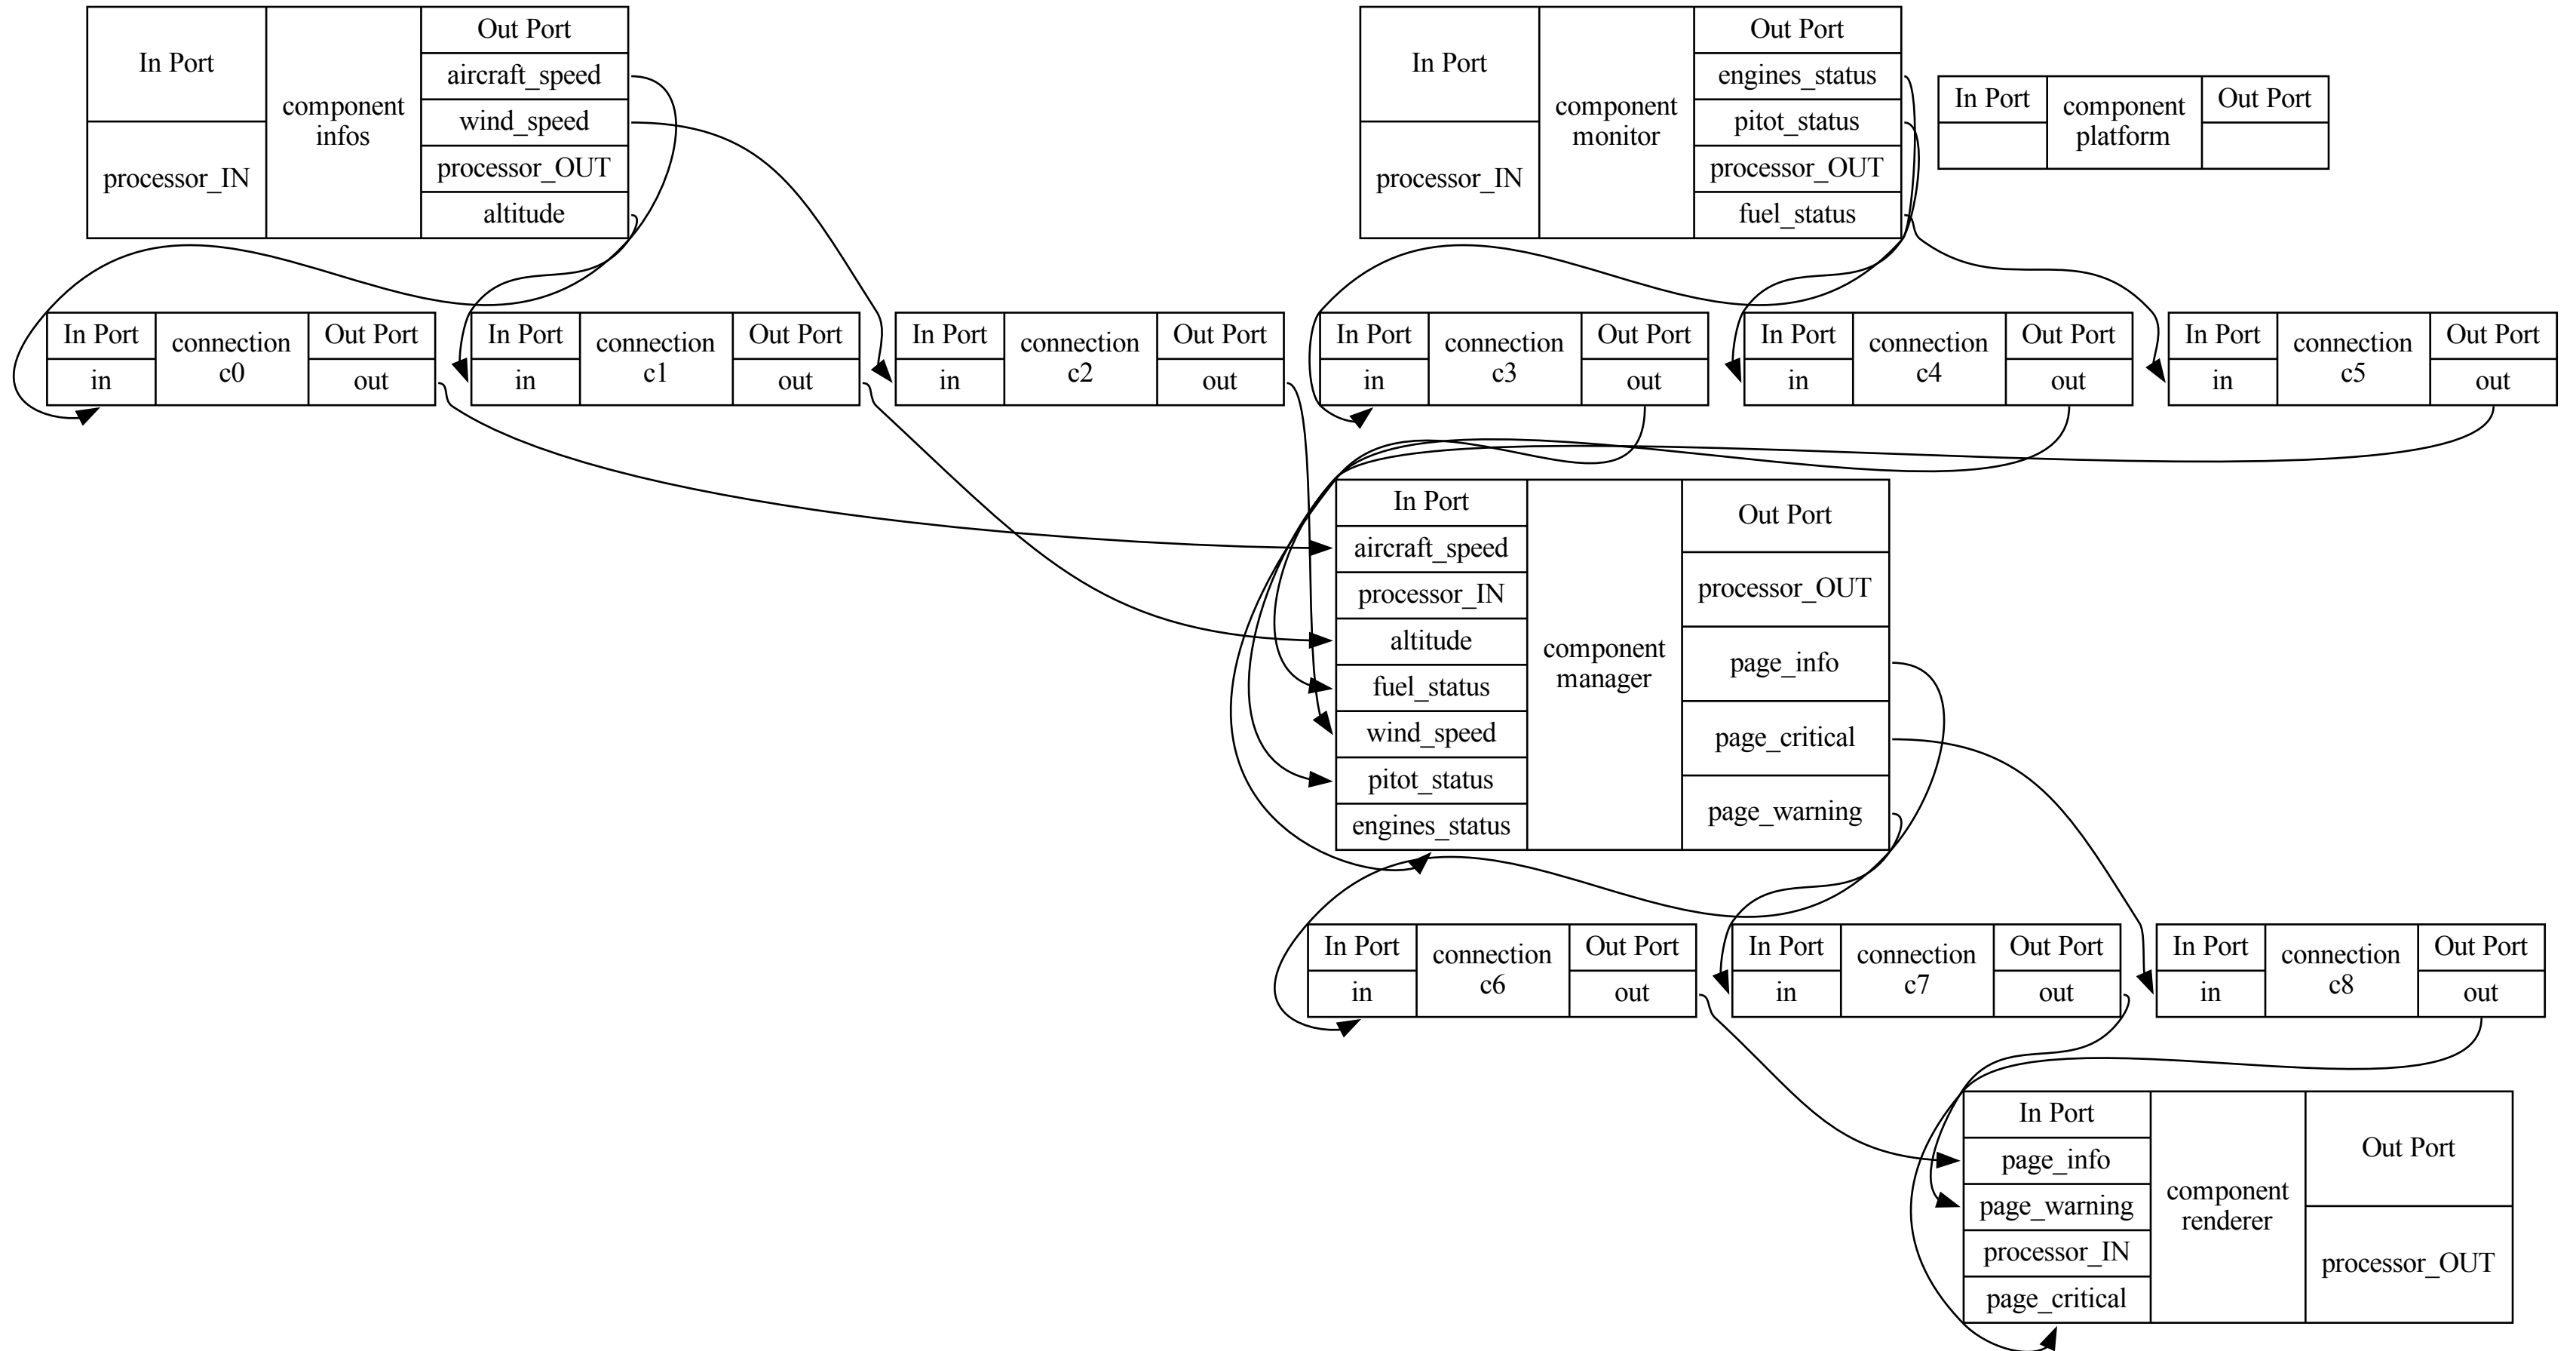 In Port
processor_IN
component
infos
Out Port
aircraft_speed
wind_speed
processor_OUT
altitude
In Port
processor_IN
component
monitor
Out Port
engines_status
pitot_status
processor_OUT
fuel_status
In Port
component
platform
Out Port
In Port
in
connection
c0
Out Port
out
In Port
in
connection
c1
Out Port
out
In Port
in
connection
c2
Out Port
out
In Port
in
connection
c3
Out Port
out
In Port
in
connection
c4
Out Port
out
In Port
in
connection
c5
Out Port
out
In Port
aircraft_speed
processor_IN
altitude
fuel_status
wind_speed
pitot_status
engines_status
component
manager
Out Port
processor_OUT
page_info
page_critical
page_warning
In Port
in
connection
c6
Out Port
out
In Port
in
connection
c7
Out Port
out
In Port
in
connection
c8
Out Port
out
In Port
page_info
page_warning
processor_IN
page_critical
component
renderer
Out Port
processor_OUT